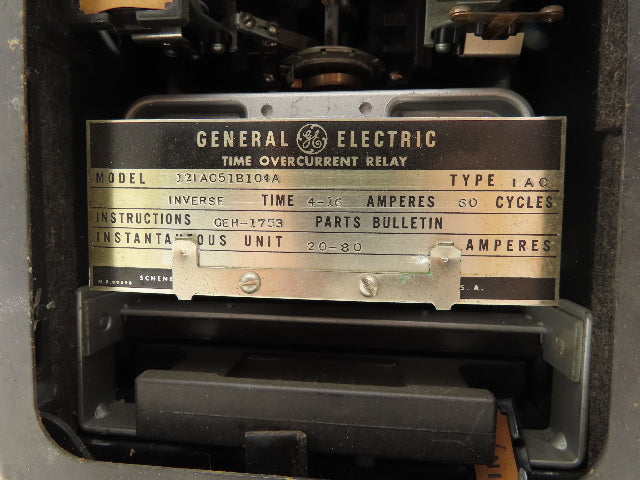 GENERAL GE ELECTRIC
TIME OVERCURRENT RELAY
MODEL 12IAC51B104A TYPE IAC
INVERSE TIME 4-16 AMPERES 60 CYCLES
INSTRUCTIONS GEH-1753 PARTS BULLETIN
INSTANTANEOUS UNIT 20-80 AMPERES
S.A.